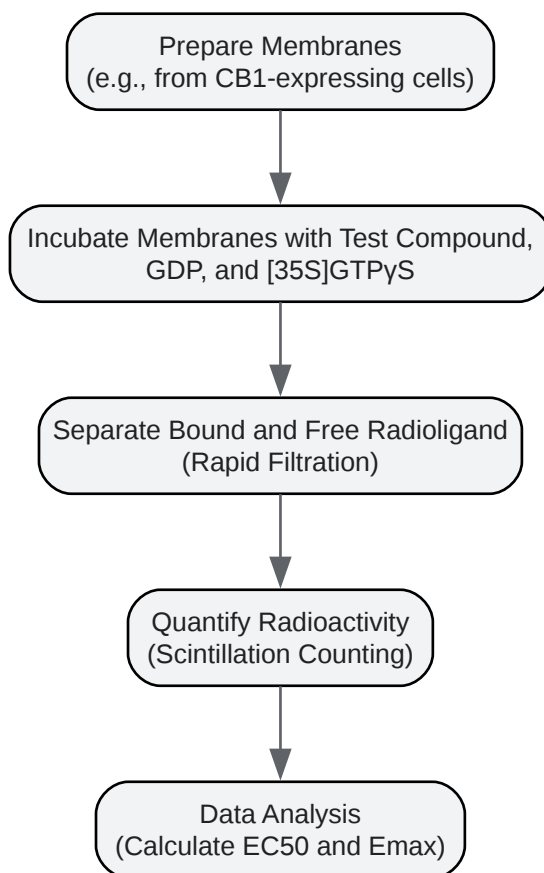 Prepare Membranes
(e.g., from CB1-expressing cells)
Incubate Membranes with Test Compound,
GDP, and [35S]GTPγS
Separate Bound and Free Radioligand
(Rapid Filtration)
Quantify Radioactivity
(Scintillation Counting)
Data Analysis
(Calculate EC50 and Emax)